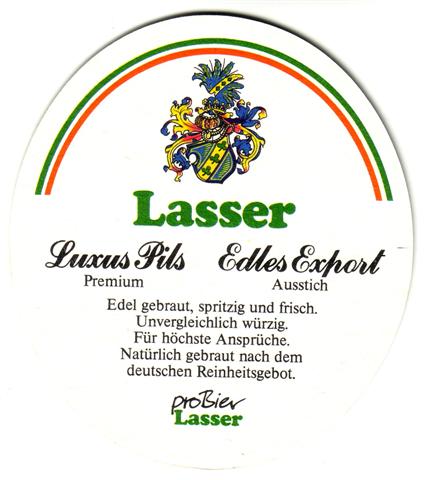 Lasser
Luxus Pils Edles Export
Premium Ausstich
Edel gebraut, spritzig und frisch.
Unvergleichlich würzig.
Für höchste Ansprüche.
Natürlich gebraut nach dem
deutschen Reinheitsgebot.
proBier
Lasser